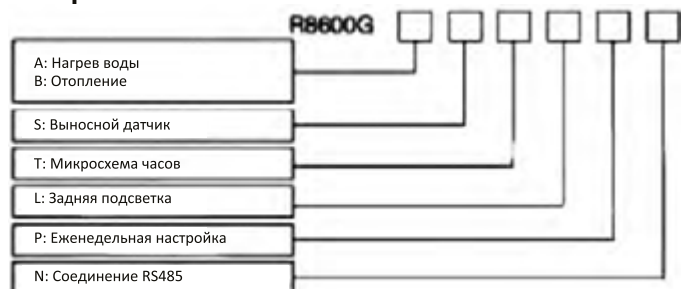 R8600G
A: Нагрев воды
B: Отопление
S: Выносной датчик
T: Микросхема часов
L: Задняя подсветка
P: Еженедельная настройка
N: Соединение RS485